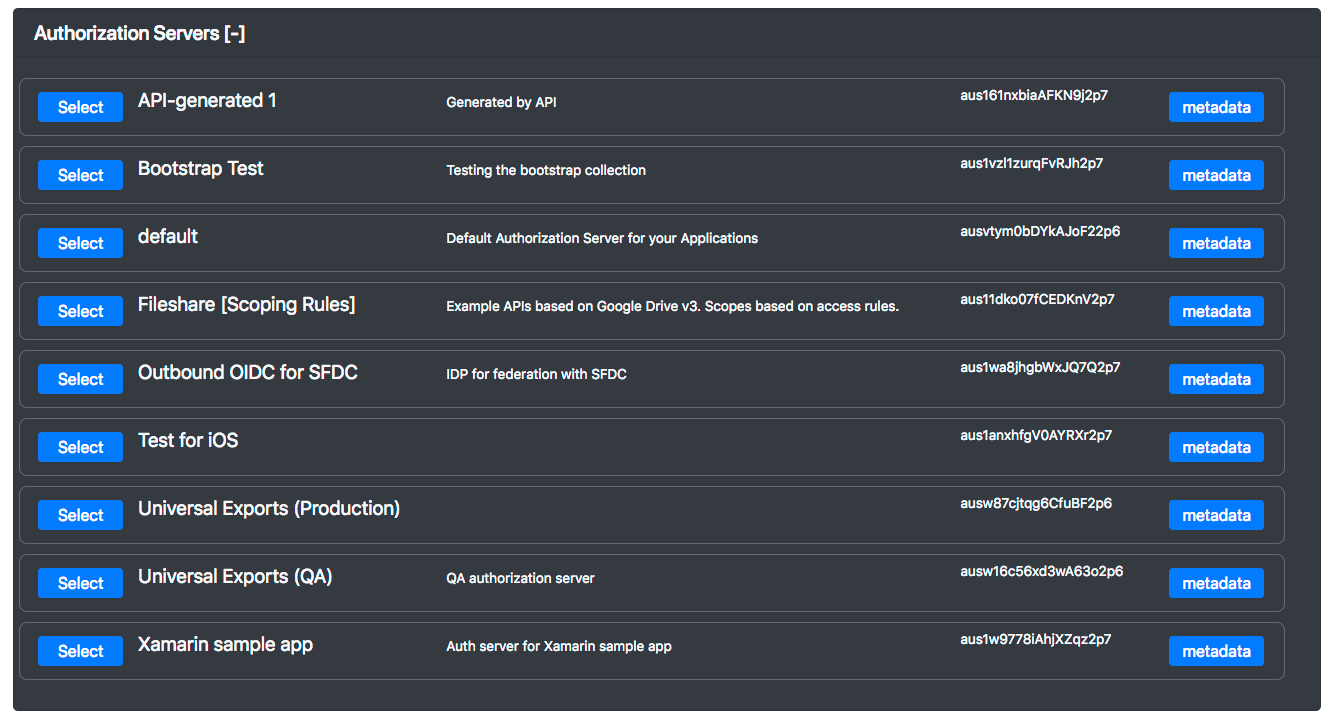 Authorization Servers [-]
Select API-generated 1 Generated by API aus161nxbiaAFKN9j2p7 metadata
Select Bootstrap Test Testing the bootstrap collection aus1vzl1zurqFvRJh2p7 metadata
Select default Default Authorization Server for your Applications ausvtym0bDYkAJoF22p6 metadata
Select Fileshare [Scoping Rules] Example APIs based on Google Drive v3. Scopes based on access rules. aus11dko07fCEDKnV2p7 metadata
Select Outbound OIDC for SFDC IDP for federation with SFDC aus1wa8jhgbWxJQ7Q2p7 metadata
Select Test for iOS aus1anxhfgV0AYRXr2p7 metadata
Select Universal Exports (Production) ausw87cjtqg6CfuBF2p6 metadata
Select Universal Exports (QA) QA authorization server ausw16c56xd3wA63o2p6 metadata
Select Xamarin sample app Auth server for Xamarin sample app aus1w9778iAhjXZqz2p7 metadata